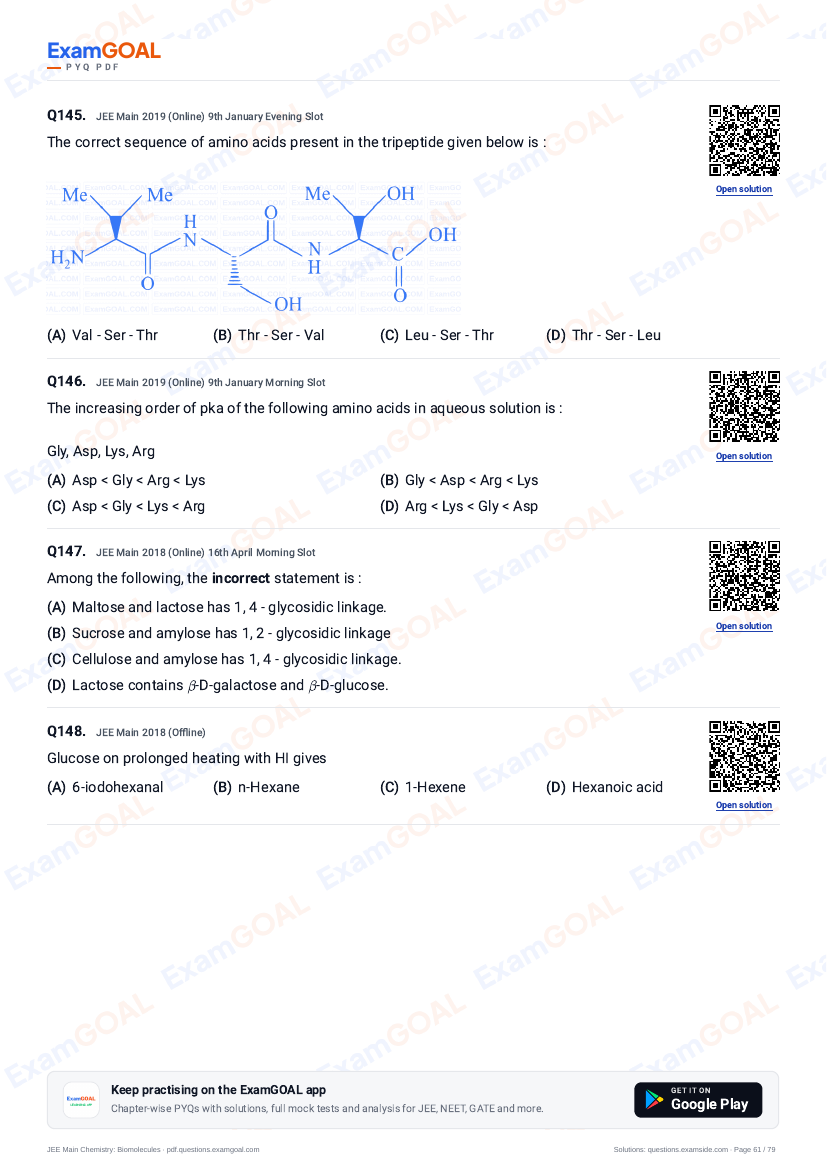 ExamGOAL
PYQ PDF
Q145. JEE Main 2019 (Online) 9th January Evening Slot
The correct sequence of amino acids present in the tripeptide given below is :
Open solution
Me Me Me OH
O
H
N
OH
H₂N
N
H
C
O
O
OH
(A) Val - Ser - Thr (B) Thr - Ser - Val (C) Leu - Ser - Thr (D) Thr - Ser - Leu
Q146. JEE Main 2019 (Online) 9th January Morning Slot
The increasing order of pka of the following amino acids in aqueous solution is :
Gly, Asp, Lys, Arg
Open solution
(A) Asp < Gly < Arg < Lys (B) Gly < Asp < Arg < Lys
(C) Asp < Gly < Lys < Arg (D) Arg < Lys < Gly < Asp
Q147. JEE Main 2018 (Online) 16th April Morning Slot
Among the following, the incorrect statement is :
(A) Maltose and lactose has 1, 4 - glycosidic linkage.
Open solution
(B) Sucrose and amylose has 1, 2 - glycosidic linkage
(C) Cellulose and amylose has 1, 4 - glycosidic linkage.
(D) Lactose contains β-D-galactose and β-D-glucose.
Q148. JEE Main 2018 (Offline)
Glucose on prolonged heating with HI gives
(A) 6-iodohexanal (B) n-Hexane (C) 1-Hexene (D) Hexanoic acid
Open solution
Keep practising on the ExamGOAL app
Chapter-wise PYQs with solutions, full mock tests and analysis for JEE, NEET, GATE and more.
ExamGOAL
GET IT ON
Google Play
JEE Main Chemistry: Biomolecules · pdf.questions.examgoal.com
Solutions: questions.examside.com · Page 61 / 79